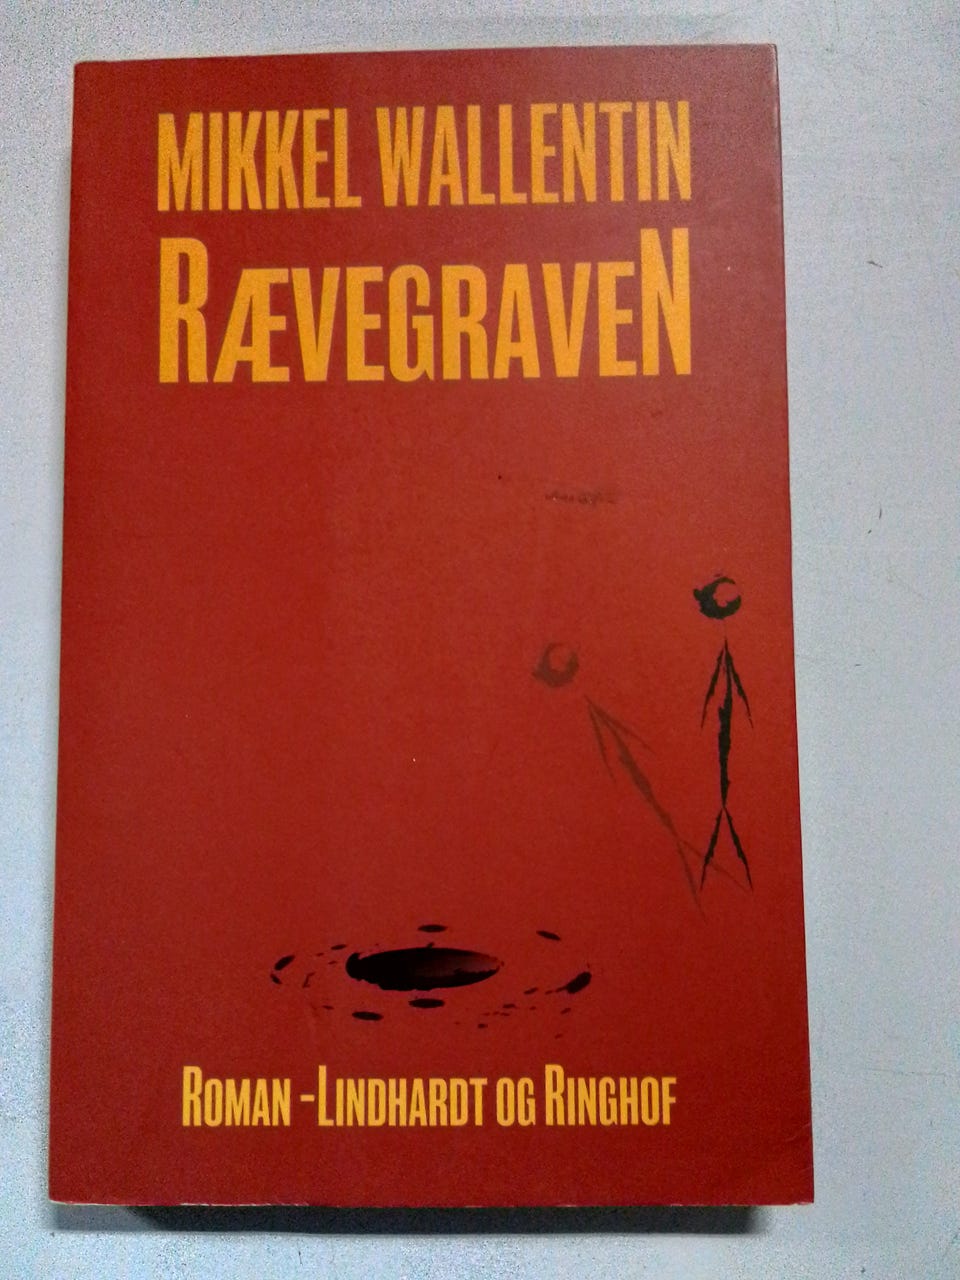 MIKKEL WALLENTIN
RÆVEGRAVEN
ROMAN - LINDHARDT OG RINGHOF